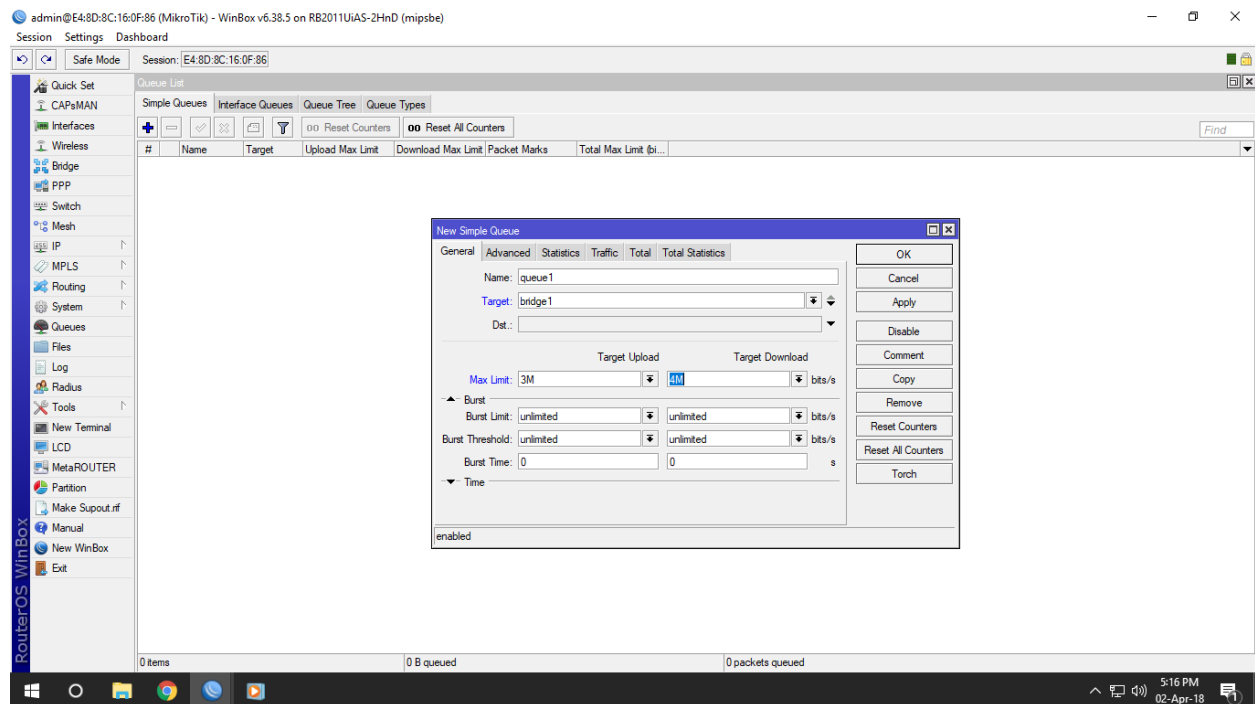 admin@E4:8D:8C:16:0F:86 (MikroTik) - WinBox v6.38.5 on RB2011UiAS-2HnD (mipsbe)
Session Settings Dashboard
Safe Mode Session: E4:8D:8C:16:0F:86
Quick Set
CAPsMAN
Interfaces
Wireless
Bridge
PPP
Switch
Mesh
IP
MPLS
Routing
System
Queues
Files
Log
Radius
Tools
New Terminal
LCD
MetaROUTER
Partition
Make Supout.rif
Manual
New WinBox
Exit
RouterOS WinBox
Queue List
Simple Queues Interface Queues Queue Tree Queue Types
00 Reset Counters 00 Reset All Counters Find
# Name Target Upload Max Limit Download Max Limit Packet Marks Total Max Limit (bi...
New Simple Queue
General Advanced Statistics Traffic Total Total Statistics
Name: queue1
Target: bridge1
Dst.:
Target Upload Target Download
Max Limit: 3M 4M bits/s
Burst
Burst Limit: unlimited unlimited bits/s
Burst Threshold: unlimited unlimited bits/s
Burst Time: 0 0 s
Time
enabled
OK
Cancel
Apply
Disable
Comment
Copy
Remove
Reset Counters
Reset All Counters
Torch
0 items 0 B queued 0 packets queued
5:16 PM
02-Apr-18
1